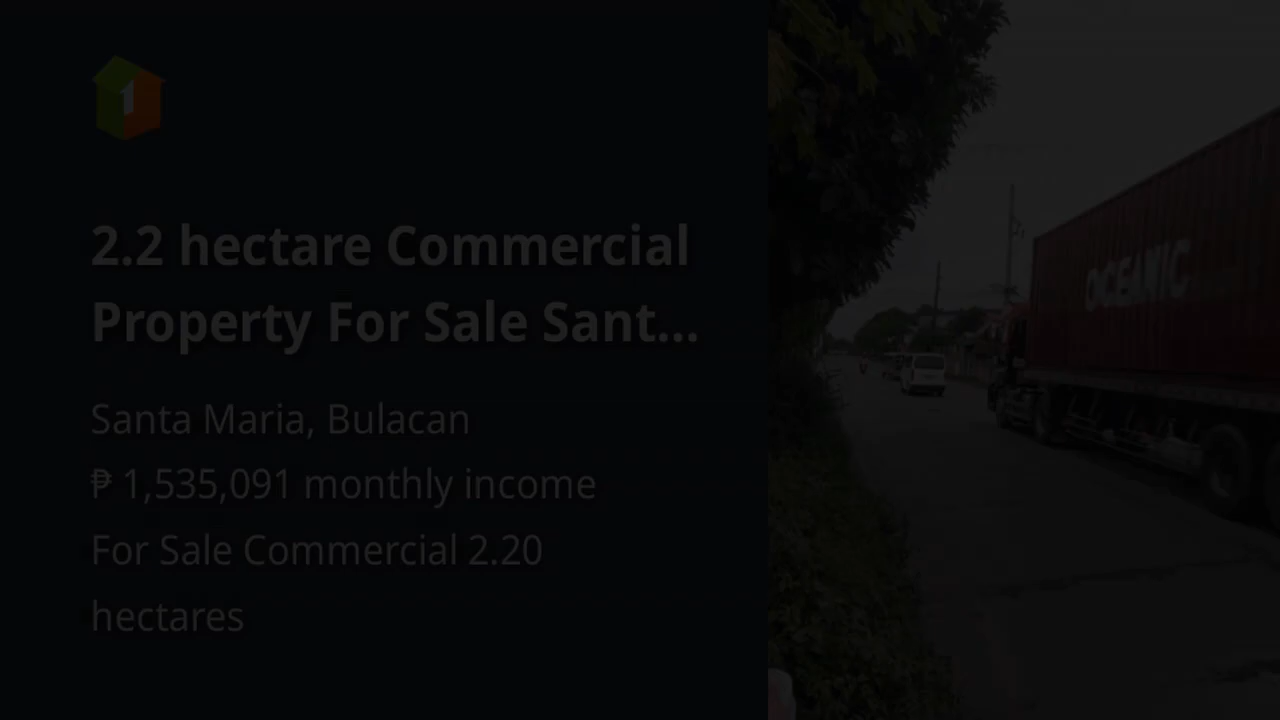 2.2 hectare Commercial
Property For Sale Sant...
Santa Maria, Bulacan
₱ 1,535,091 monthly income
For Sale Commercial 2.20
hectares
OCEANIC